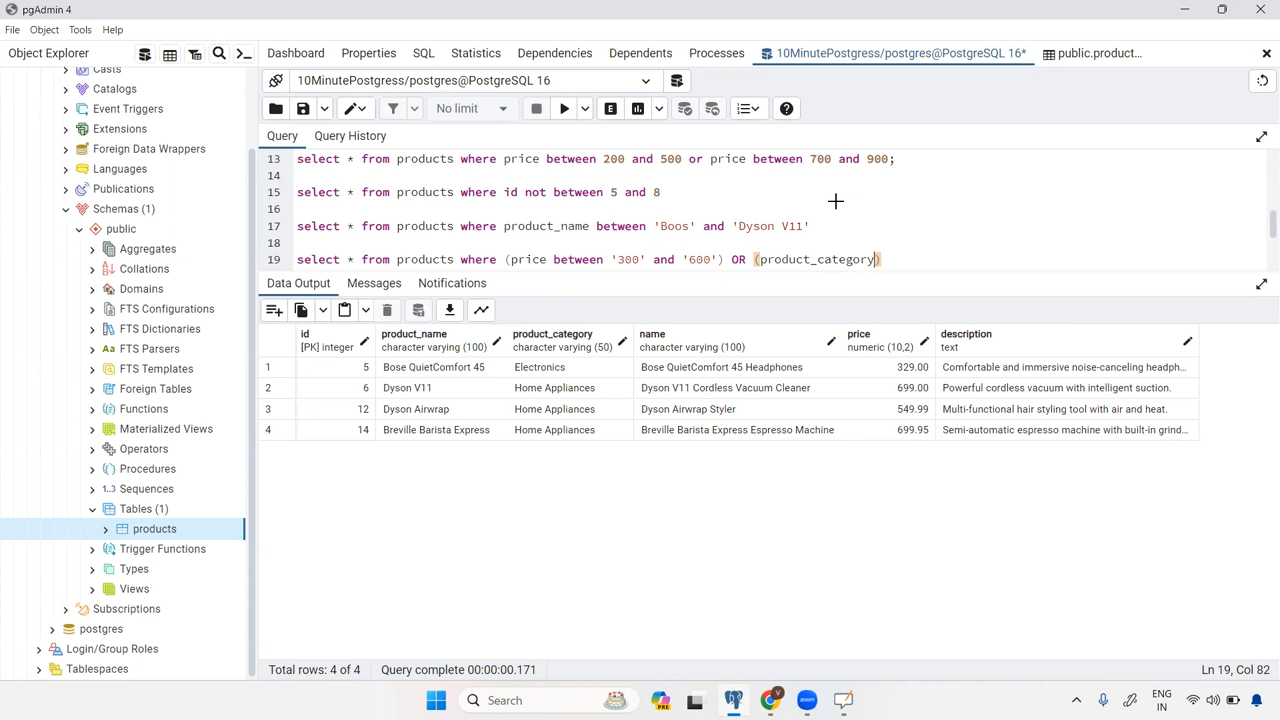 pgAdmin 4
File Object Tools Help
Object Explorer
Dashboard Properties SQL Statistics Dependencies Dependents Processes 10MinutePostgress/postgres@PostgreSQL 16* public.product...
Casts
Catalogs
Event Triggers
Extensions
Foreign Data Wrappers
Languages
Publications
Schemas (1)
public
Aggregates
Collations
Domains
FTS Configurations
FTS Dictionaries
FTS Parsers
FTS Templates
Foreign Tables
Functions
Materialized Views
Operators
Procedures
Sequences
Tables (1)
products
Trigger Functions
Types
Views
Subscriptions
postgres
Login/Group Roles
Tablespaces
10MinutePostgress/postgres@PostgreSQL 16
No limit
Query Query History
13 select * from products where price between 200 and 500 or price between 700 and 900;
14
15 select * from products where id not between 5 and 8
16
17 select * from products where product_name between 'Boos' and 'Dyson V11'
18
19 select * from products where (price between '300' and '600') OR (product_category)
Data Output Messages Notifications
id product_name product_category name price description
[PK] integer character varying (100) character varying (50) character varying (100) numeric (10,2) text
1 5 Bose QuietComfort 45 Electronics Bose QuietComfort 45 Headphones 329.00 Comfortable and immersive noise-canceling headph...
2 6 Dyson V11 Home Appliances Dyson V11 Cordless Vacuum Cleaner 699.00 Powerful cordless vacuum with intelligent suction.
3 12 Dyson Airwrap Home Appliances Dyson Airwrap Styler 549.99 Multi-functional hair styling tool with air and heat.
4 14 Breville Barista Express Home Appliances Breville Barista Express Espresso Machine 699.95 Semi-automatic espresso machine with built-in grind...
Total rows: 4 of 4 Query complete 00:00:00.171 Ln 19, Col 82
Search
PRE
V
zoom
ENG
IN